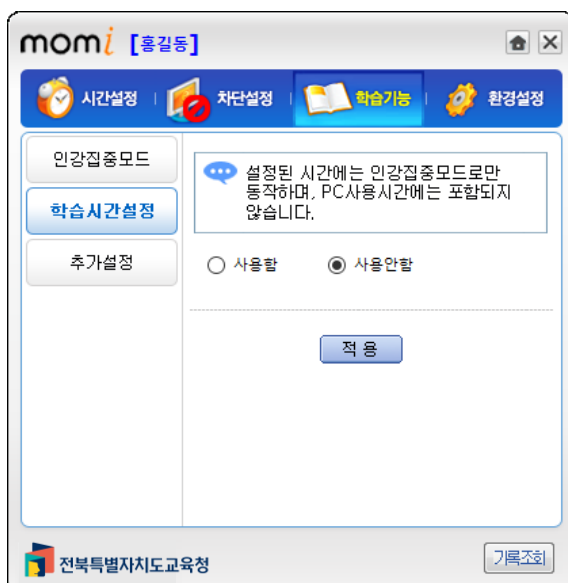 momi [홍길동]
시간설정 차단설정 학습기능 환경설정
인강집중모드
학습시간설정
추가설정
설정된 시간에는 인강집중모드로만
동작하며, PC사용시간에는 포함되지
않습니다.
사용함 사용안함
적 용
전북특별자치도교육청
기록조회